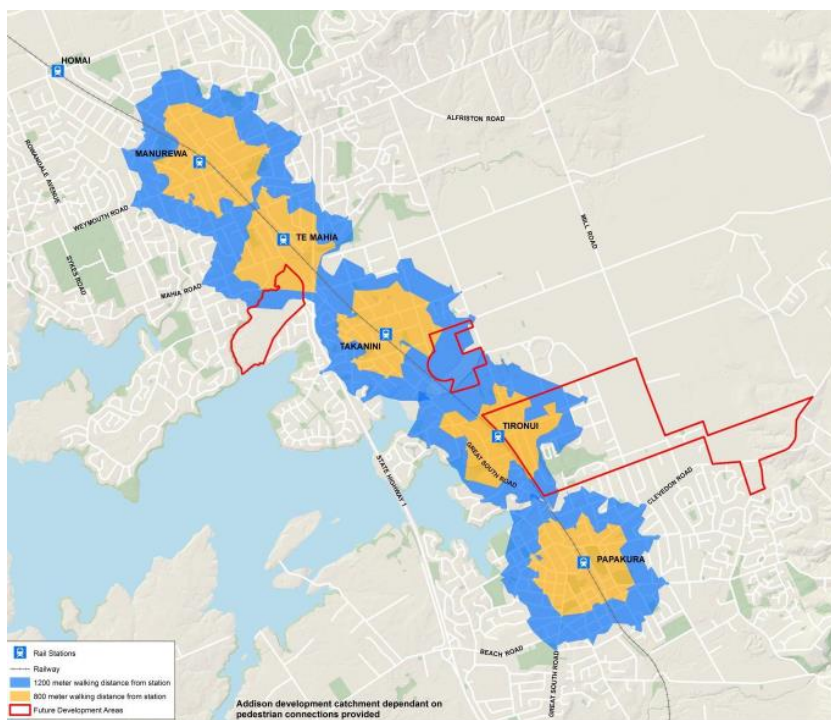 HOMAI
ALFRISTON ROAD
ROWANDALE AVENUE
MANUREWA
WEYMOUTH ROAD
MILL ROAD
TE MAHIA
SYKES ROAD
MAHIA ROAD
TAKANINI
TIRONUI
GREAT SOUTH ROAD
STATE HIGHWAY 1
CLEVEDON ROAD
PAPAKURA
BEACH ROAD
GREAT SOUTH ROAD
Rail Stations
Railway
1200 meter walking distance from station
800 meter walking distance from station
Future Development Areas
Addison development catchment dependant on
pedestrian connections provided